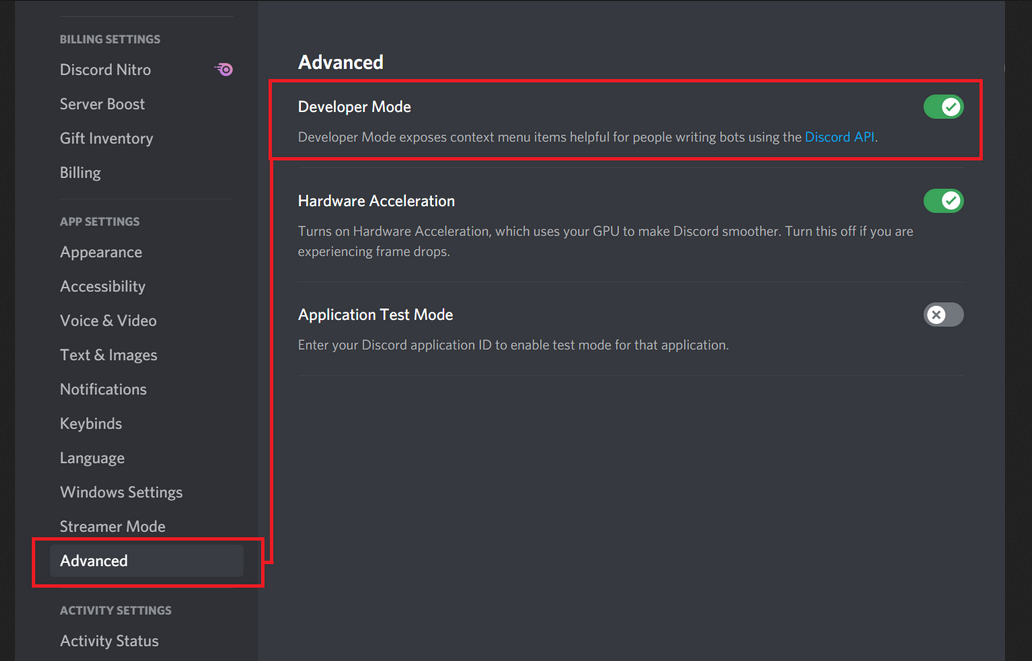 BILLING SETTINGS
Discord Nitro
Server Boost
Gift Inventory
Billing
APP SETTINGS
Appearance
Accessibility
Voice & Video
Text & Images
Notifications
Keybinds
Language
Windows Settings
Streamer Mode
Advanced
ACTIVITY SETTINGS
Activity Status
Advanced
Developer Mode
Developer Mode exposes context menu items helpful for people writing bots using the Discord API.
Hardware Acceleration
Turns on Hardware Acceleration, which uses your GPU to make Discord smoother. Turn this off if you are
experiencing frame drops.
Application Test Mode
Enter your Discord application ID to enable test mode for that application.